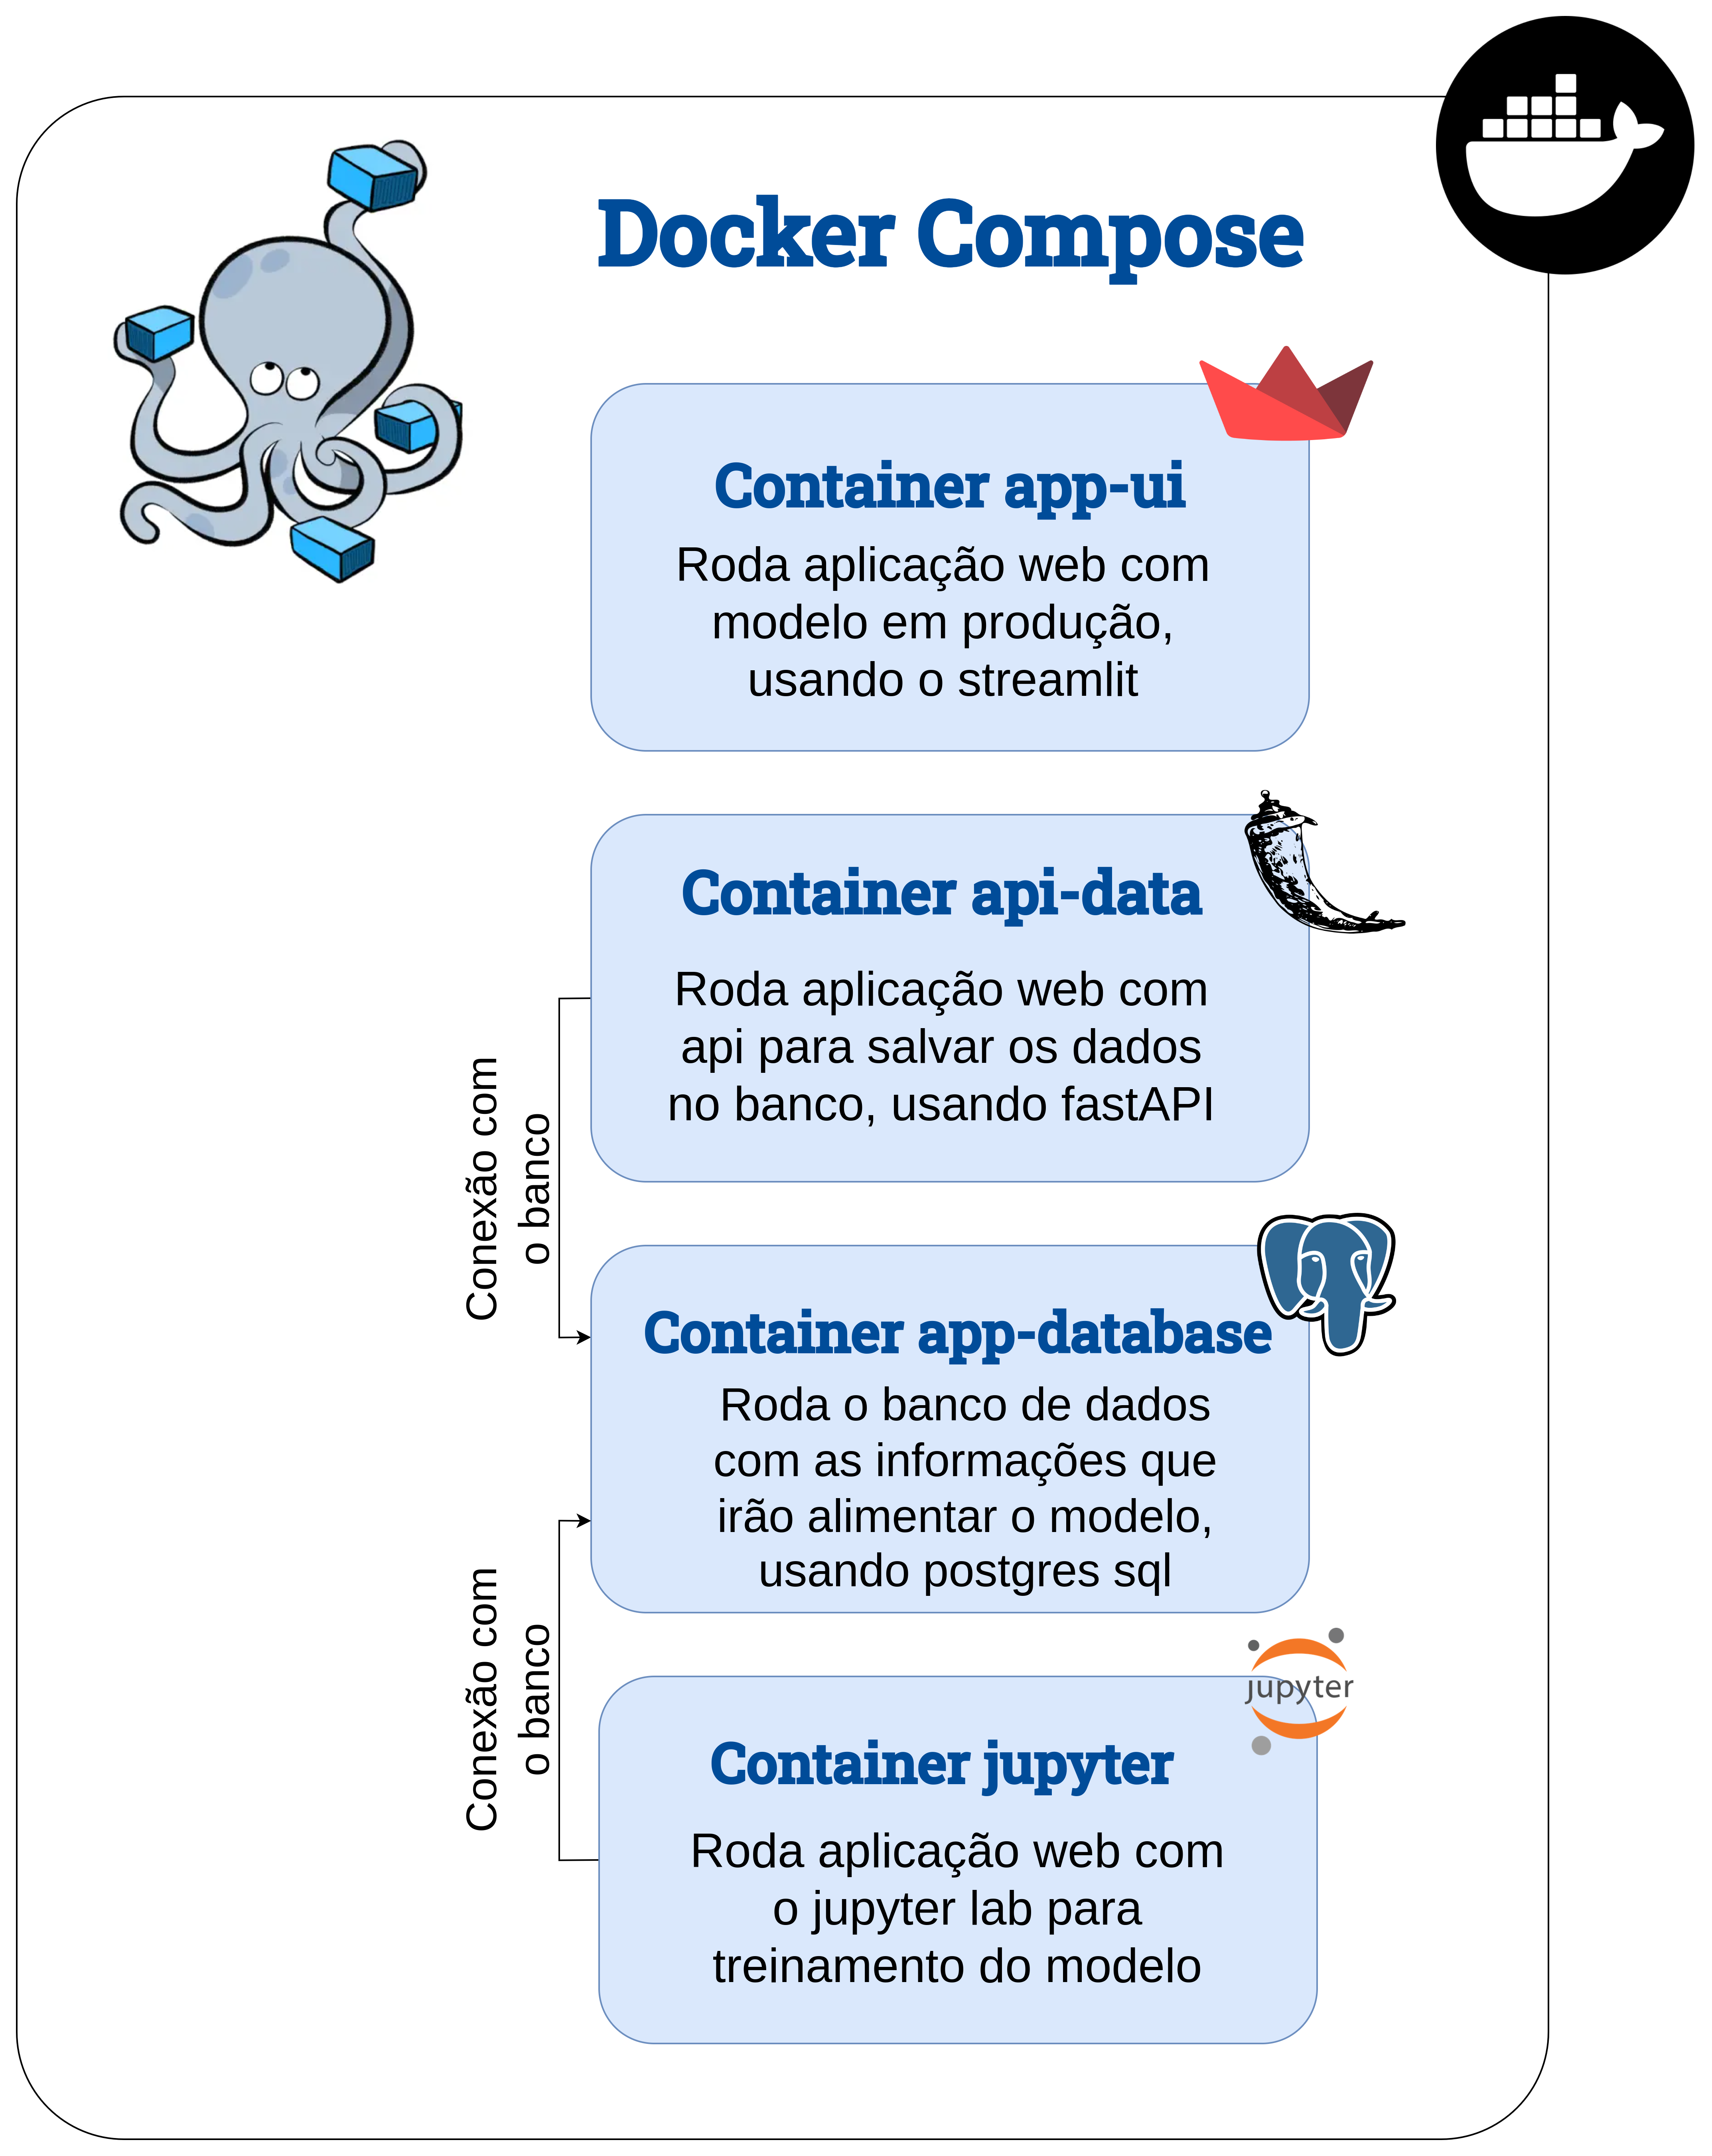 Docker Compose
Container app-ui
Roda aplicação web com
modelo em produção,
usando o streamlit
Container api-data
Roda aplicação web com
api para salvar os dados
no banco, usando fastAPI
Conexão com
o banco
Container app-database
Roda o banco de dados
com as informações que
irão alimentar o modelo,
usando postgres sql
Conexão com
o banco
jupyter
Container jupyter
Roda aplicação web com
o jupyter lab para
treinamento do modelo